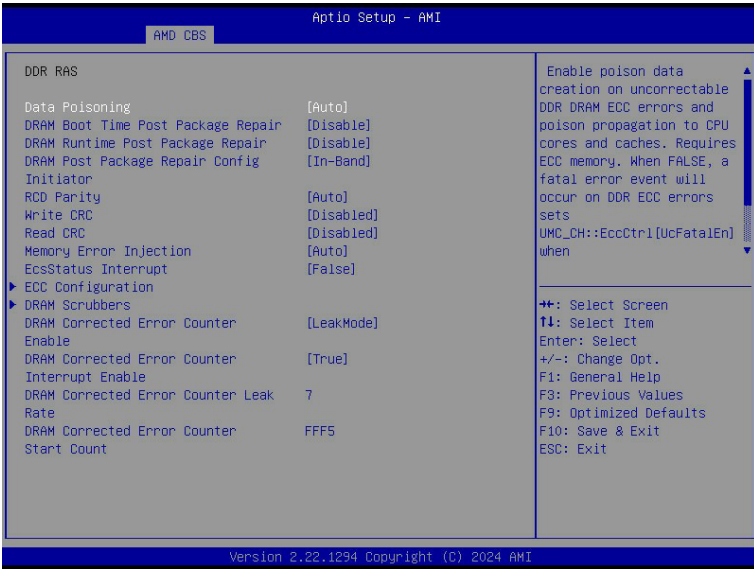 Aptio Setup – AMI
AMD CBS
DDR RAS
Data Poisoning [Auto]
DRAM Boot Time Post Package Repair [Disable]
DRAM Runtime Post Package Repair [Disable]
DRAM Post Package Repair Config [In-Band]
Initiator
RCD Parity [Auto]
Write CRC [Disabled]
Read CRC [Disabled]
Memory Error Injection [Auto]
EcsStatus Interrupt [False]
ECC Configuration
DRAM Scrubbers
DRAM Corrected Error Counter [LeakMode]
Enable
DRAM Corrected Error Counter [True]
Interrupt Enable
DRAM Corrected Error Counter Leak 7
Rate
DRAM Corrected Error Counter FFF5
Start Count
Enable poison data
creation on uncorrectable
DDR DRAM ECC errors and
poison propagation to CPU
cores and caches. Requires
ECC memory. When FALSE, a
fatal error event will
occur on DDR ECC errors
sets
UMC_CH::EccCtrl[UcFatalEn]
when
→←: Select Screen
↑↓: Select Item
Enter: Select
+/-: Change Opt.
F1: General Help
F3: Previous Values
F9: Optimized Defaults
F10: Save & Exit
ESC: Exit
Version 2.22.1294 Copyright (C) 2024 AMI